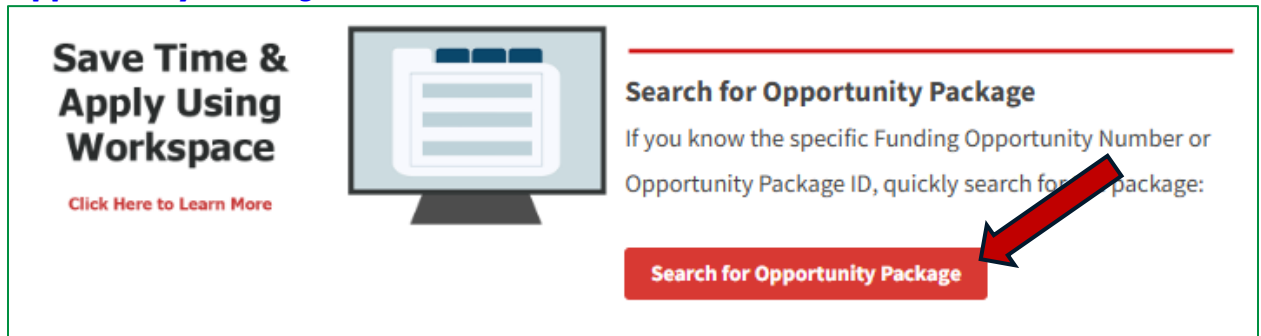 Save Time &
Apply Using
Workspace
Click Here to Learn More
Search for Opportunity Package
If you know the specific Funding Opportunity Number or
Opportunity Package ID, quickly search for package:
Search for Opportunity Package